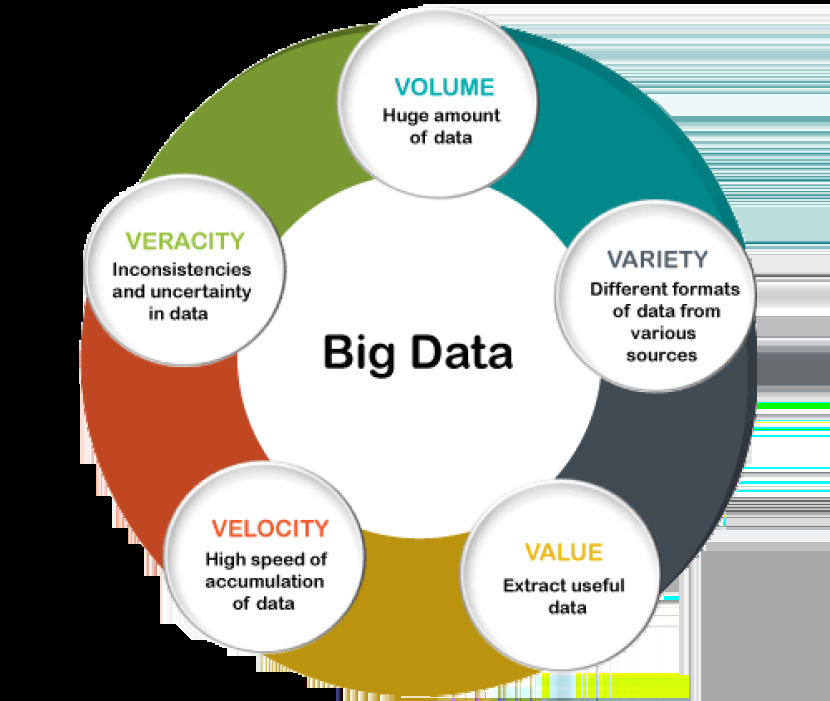 VOLUME
Huge amount
of data
VERACITY
Inconsistencies
and uncertainty
in data
VARIETY
Different formats
of data from
various
sources
Big Data
VELOCITY
High speed of
accumulation
of data
VALUE
Extract useful
data